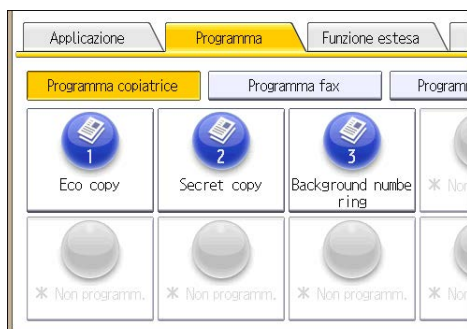 Applicazione Programma Funzione estesa
Programma copiatrice Programma fax Programm
1 2 3
Eco copy Secret copy Background numbe
ring
* Non
* Non programm. * Non programm. * Non programm. * Non